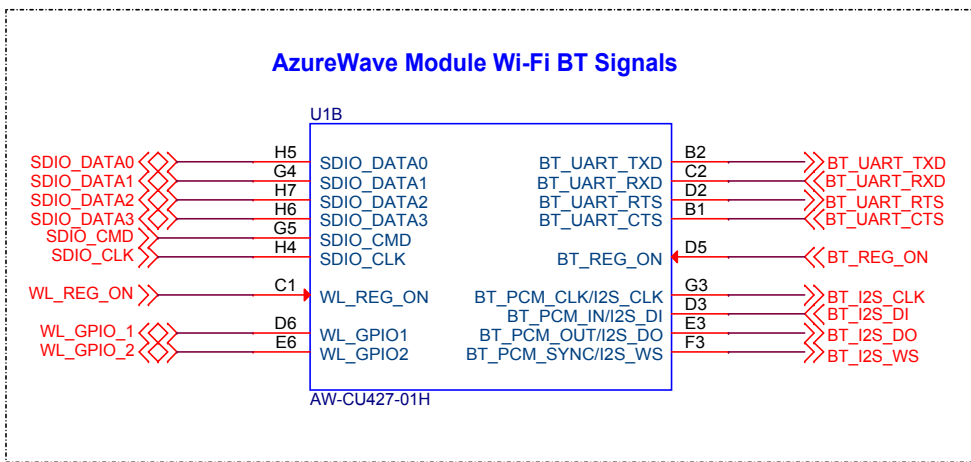 AzureWave Module Wi-Fi BT Signals
U1B
SDIO_DATA0 H5 SDIO_DATA0 BT_UART_TXD B2 BT_UART_TXD
SDIO_DATA1 G4 SDIO_DATA1 BT_UART_RXD C2 BT_UART_RXD
SDIO_DATA2 H7 SDIO_DATA2 BT_UART_RTS D2 BT_UART_RTS
SDIO_DATA3 H6 SDIO_DATA3 BT_UART_CTS B1 BT_UART_CTS
SDIO_CMD G5 SDIO_CMD
SDIO_CLK H4 SDIO_CLK BT_REG_ON D5 BT_REG_ON
WL_REG_ON C1 WL_REG_ON BT_PCM_CLK/I2S_CLK G3 BT_I2S_CLK
BT_PCM_IN/I2S_DI D3 BT_I2S_DI
WL_GPIO_1 D6 WL_GPIO1 BT_PCM_OUT/I2S_DO E3 BT_I2S_DO
WL_GPIO_2 E6 WL_GPIO2 BT_PCM_SYNC/I2S_WS F3 BT_I2S_WS
AW-CU427-01H